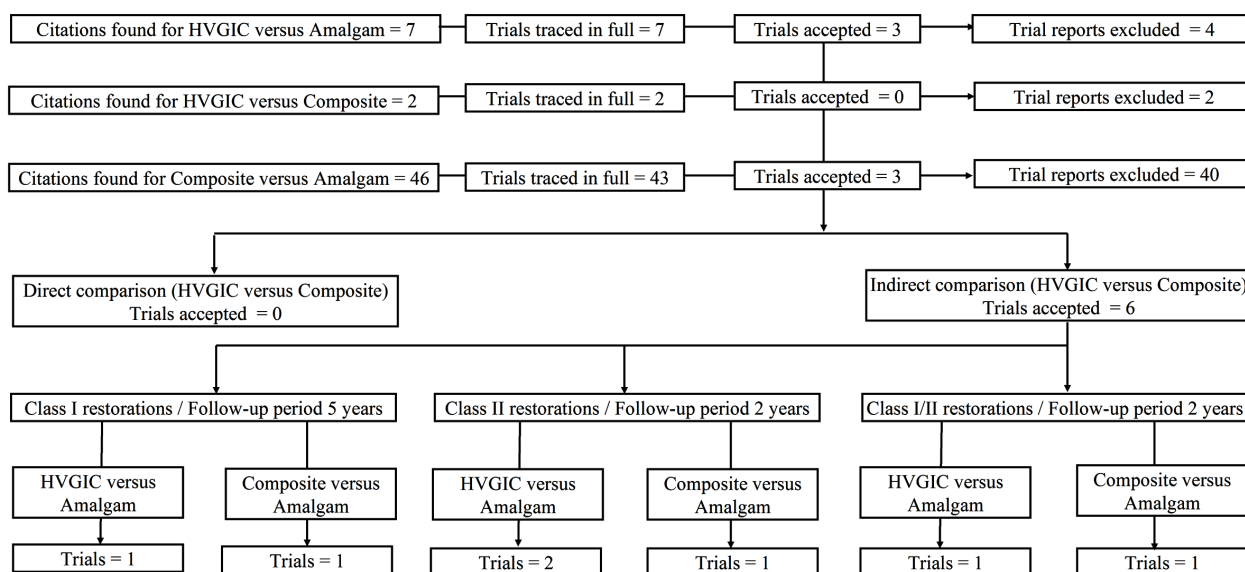 Citations found for HVGIC versus Amalgam = 7
Trials traced in full = 7
Trials accepted = 3
Trial reports excluded = 4
Citations found for HVGIC versus Composite = 2
Trials traced in full = 2
Trials accepted = 0
Trial reports excluded = 2
Citations found for Composite versus Amalgam = 46
Trials traced in full = 43
Trials accepted = 3
Trial reports excluded = 40
Direct comparison (HVGIC versus Composite)
Trials accepted = 0
Indirect comparison (HVGIC versus Composite)
Trials accepted = 6
Class I restorations / Follow-up period 5 years
Class II restorations / Follow-up period 2 years
Class I/II restorations / Follow-up period 2 years
HVGIC versus
Amalgam
Composite versus
Amalgam
HVGIC versus
Amalgam
Composite versus
Amalgam
HVGIC versus
Amalgam
Composite versus
Amalgam
Trials = 1
Trials = 1
Trials = 2
Trials = 1
Trials = 1
Trials = 1